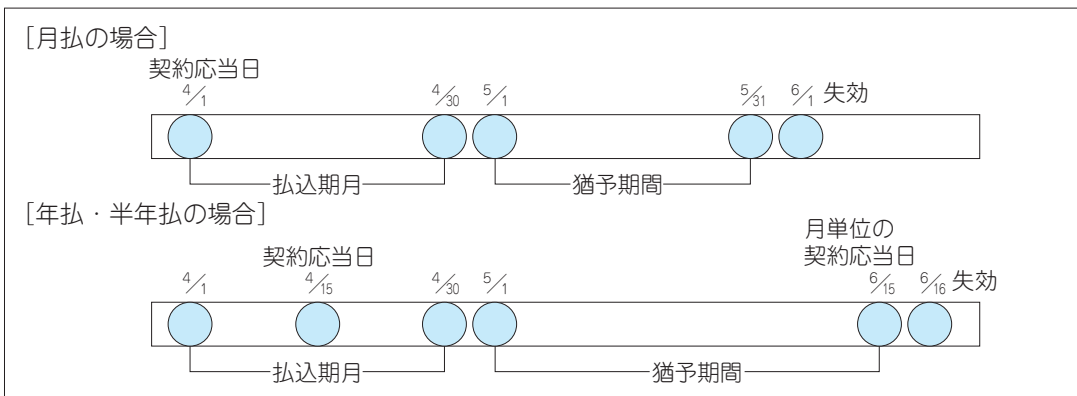 [月払の場合]
契約応当日
4/1 4/30 5/1 5/31 6/1 失効
払込期月 猶予期間
[年払・半年払の場合]
月単位の
契約応当日 契約応当日
4/1 4/15 4/30 5/1 6/15 6/16 失効
払込期月 猶予期間